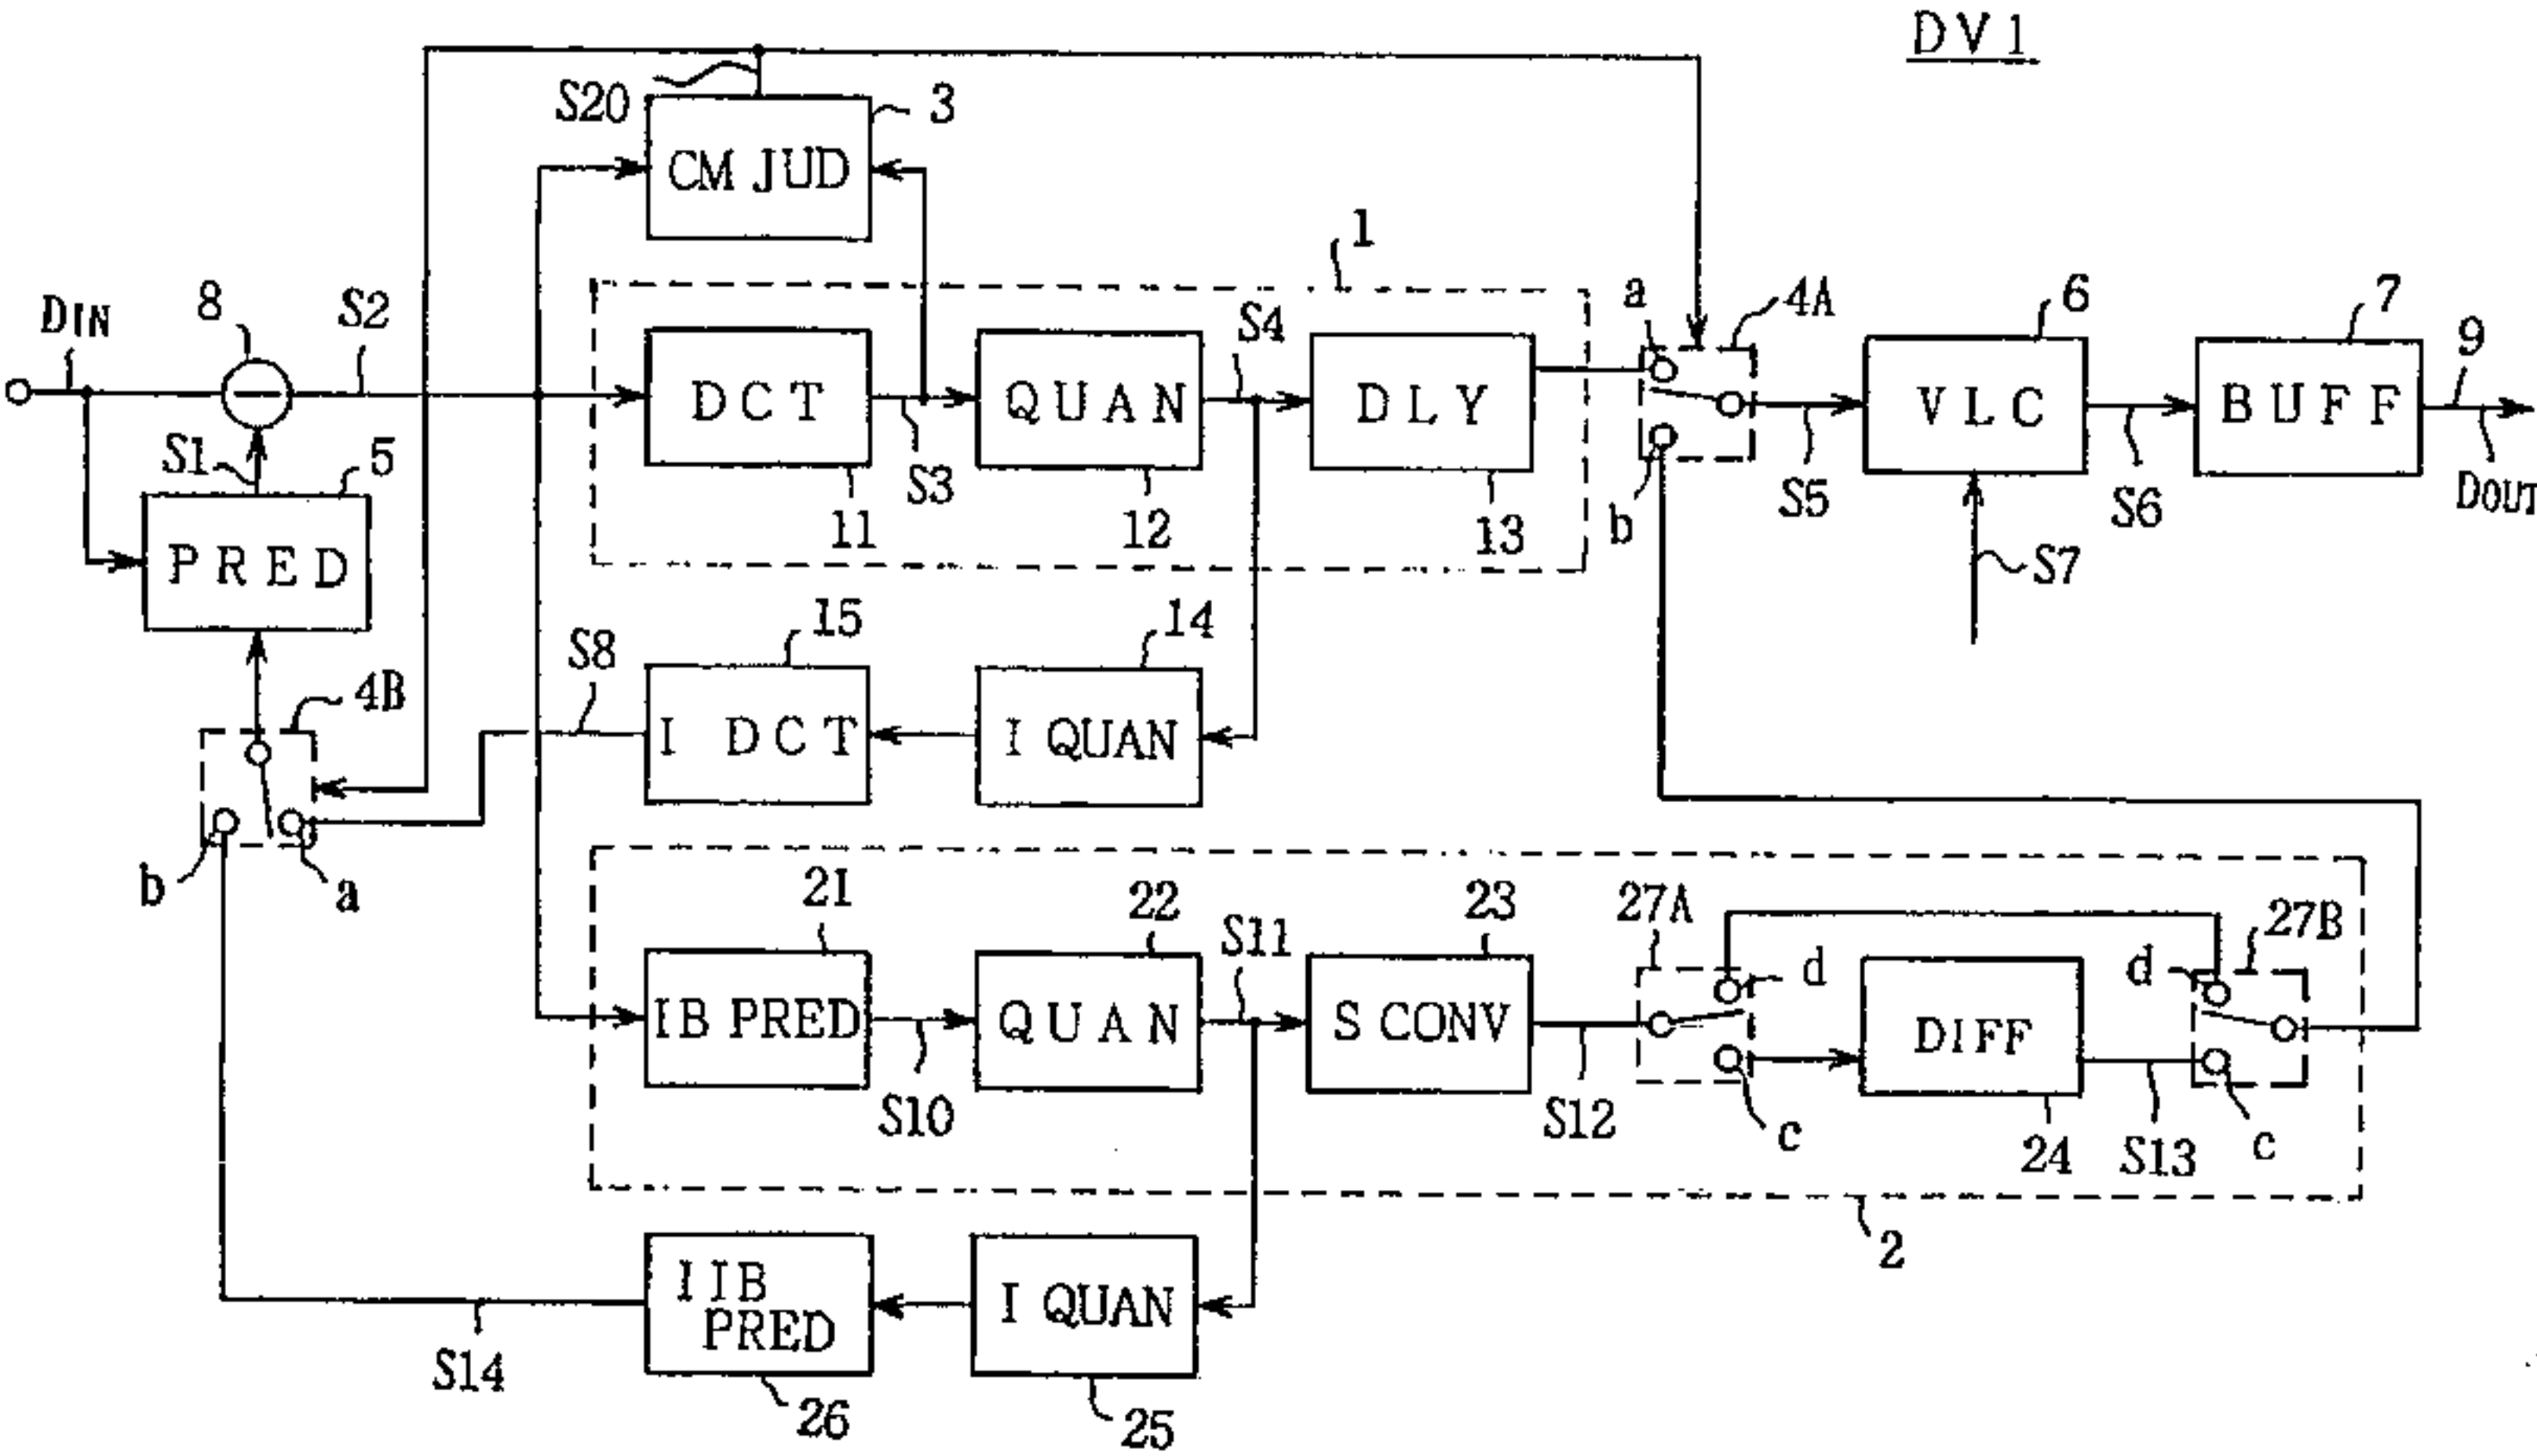 DV1
S20
3
CM JUD
1
DIN
8
S2
a
4A
6
7
9
S4
DCT
QUAN
DLY
VLC
BUFF
S1
5
S3
11
12
13
b
S5
S6
DOUT
PRED
S7
15
14
S8
4B
I DCT
I QUAN
b
a
21
22
S11
23
27A
27B
d
d
IB PRED
QUAN
S CONV
DIFF
S10
S12
c
24
S13
c
2
I IB
PRED
I QUAN
S14
26
25